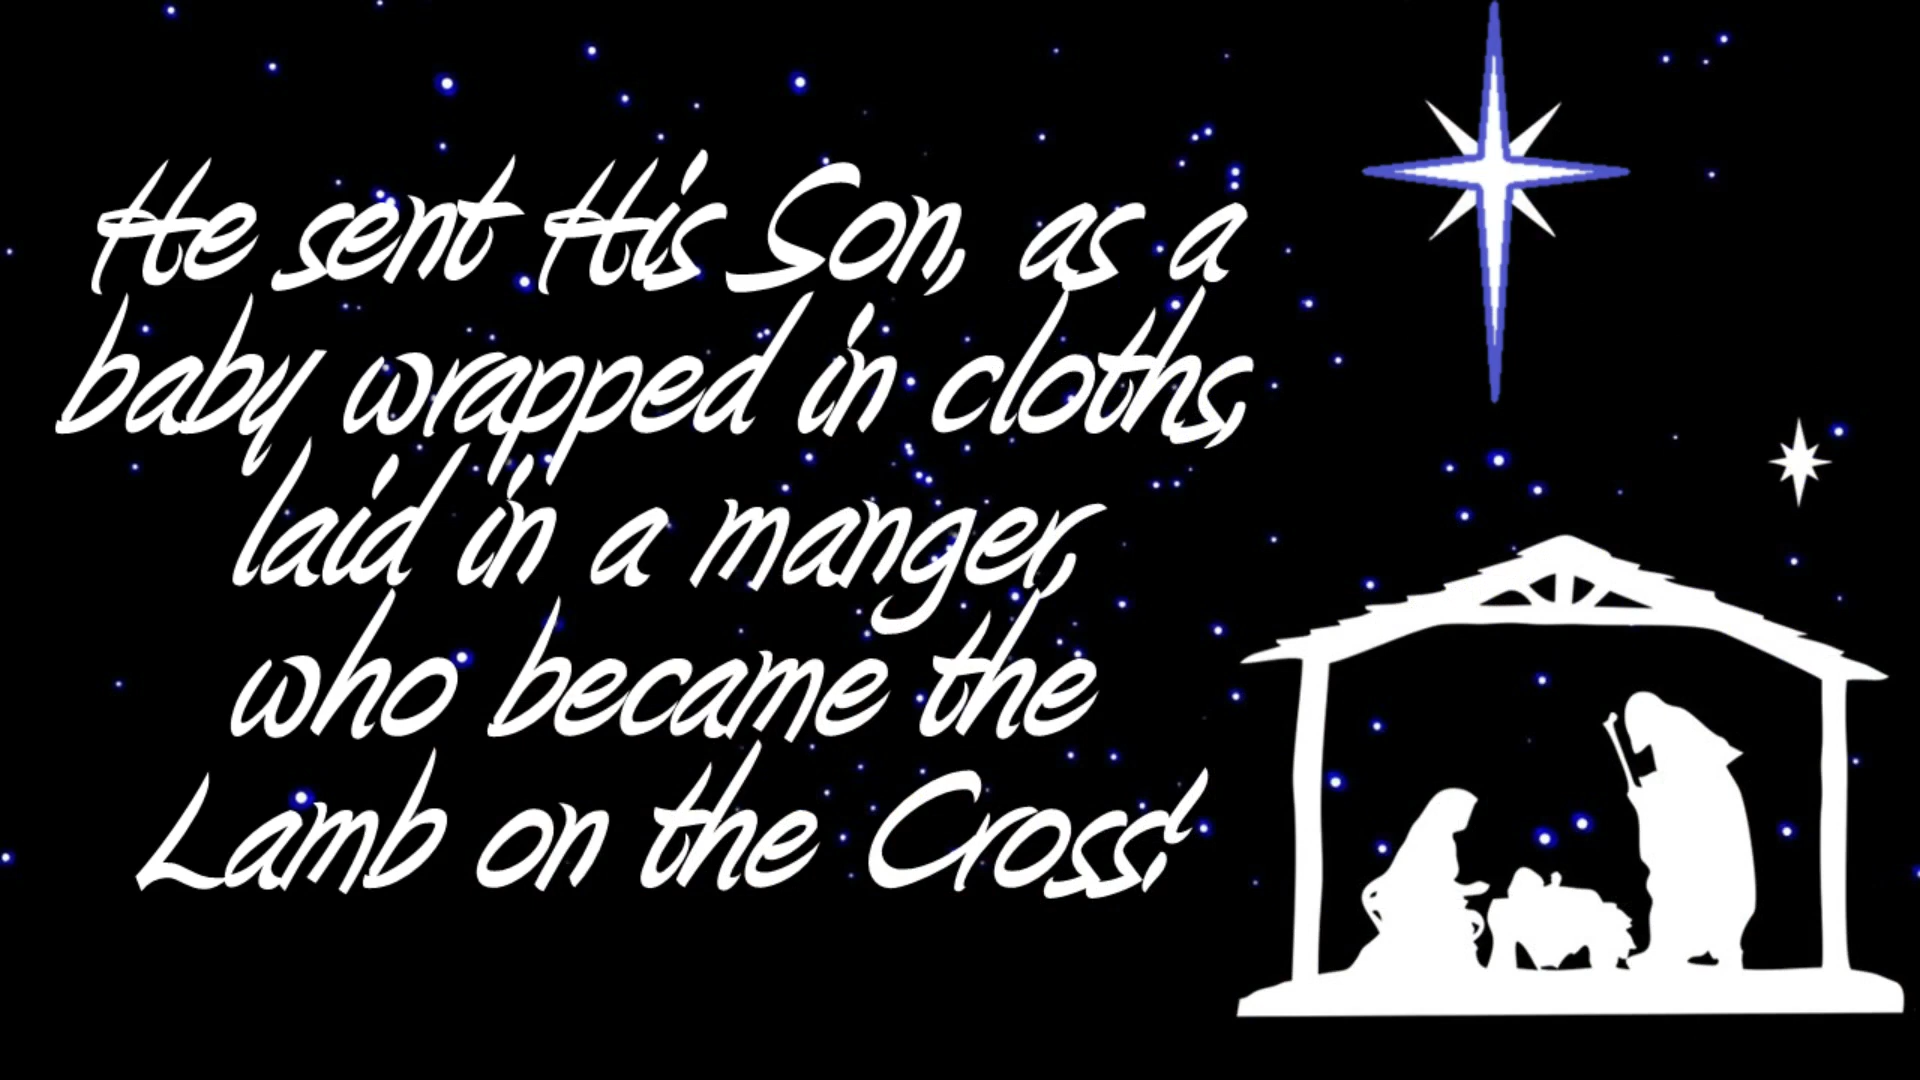 He sent His Son, as a
baby wrapped in cloths,
laid in a manger,
who became the
Lamb on the Cross!